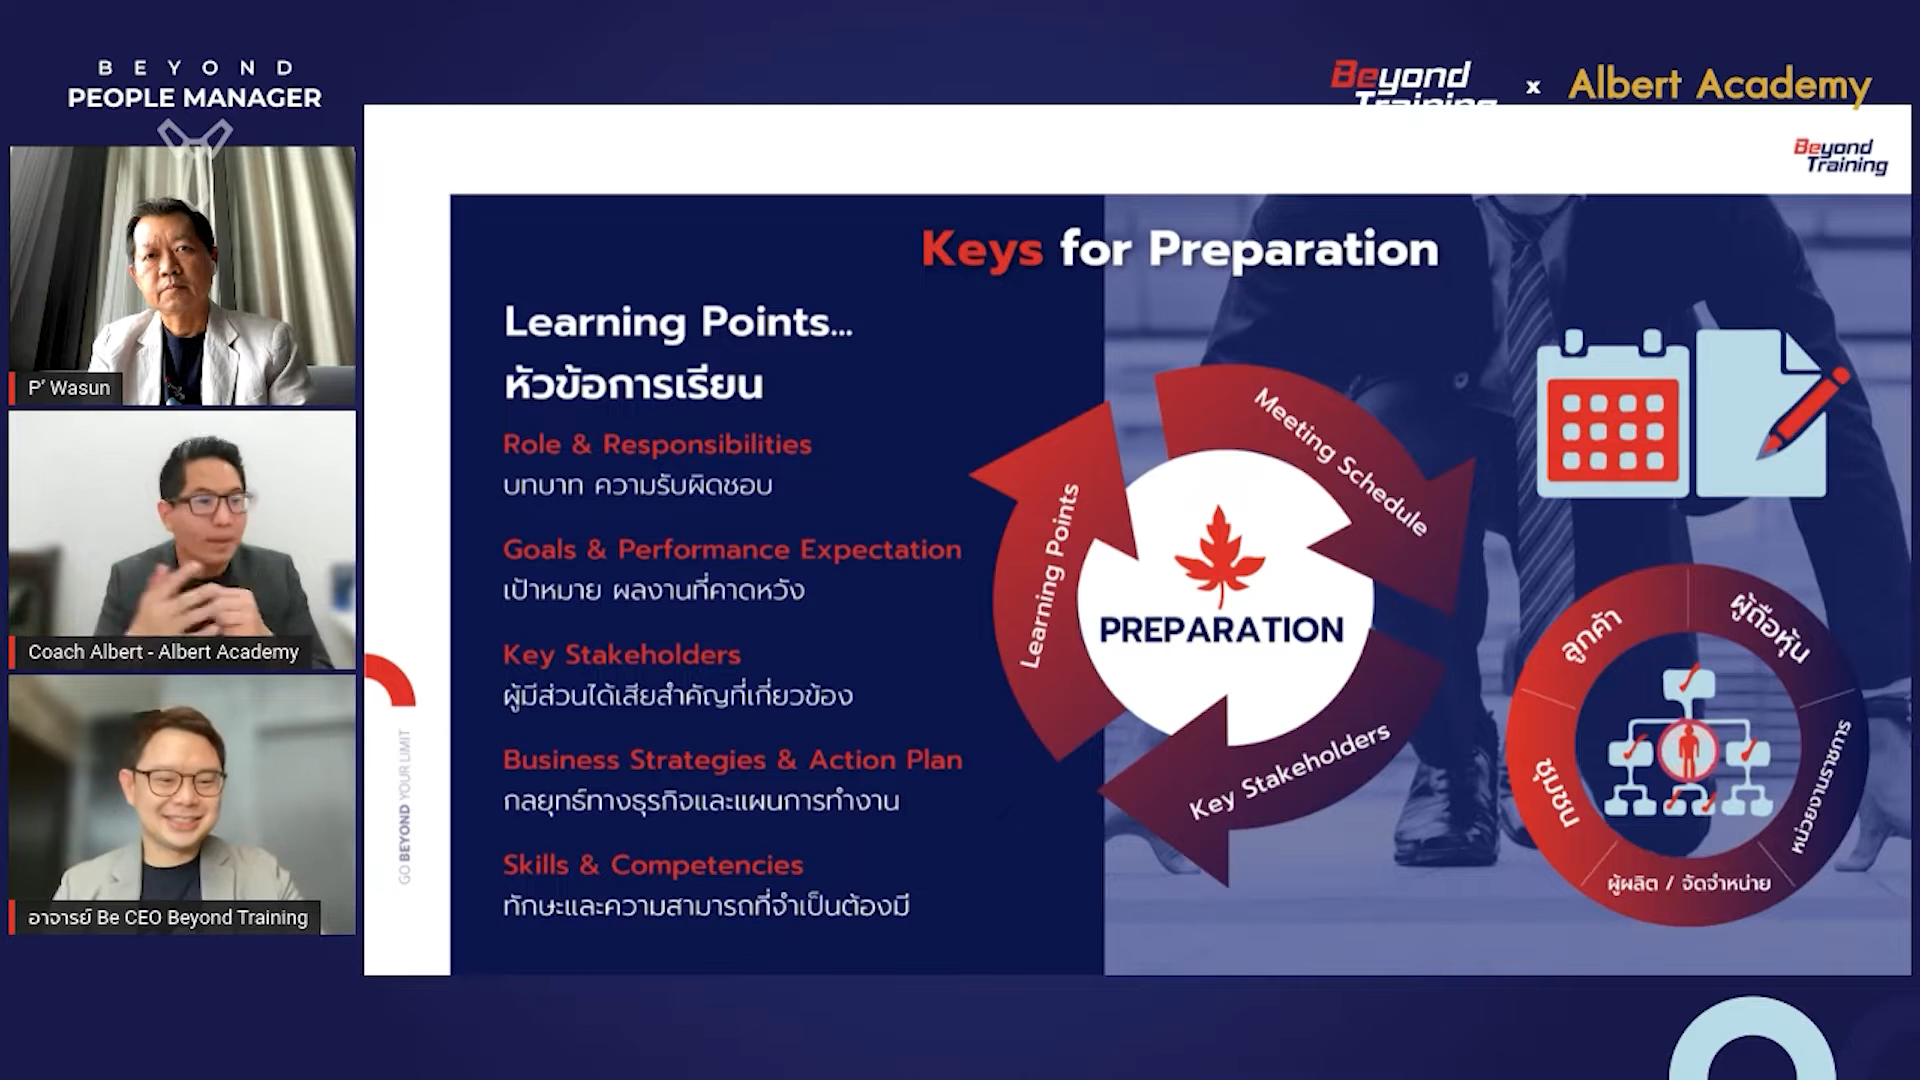 BEYOND
PEOPLE MANAGER
Beyond
Training
x
Albert Academy
Beyond
Training
P' Wasun
Coach Albert - Albert Academy
อาจารย์ Be CEO Beyond Training
GO BEYOND YOUR LIMIT
Keys for Preparation
Learning Points...
หัวข้อการเรียน
Role & Responsibilities
บทบาท ความรับผิดชอบ
Goals & Performance Expectation
เป้าหมาย ผลงานที่คาดหวัง
Key Stakeholders
ผู้มีส่วนได้เสียสำคัญที่เกี่ยวข้อง
Business Strategies & Action Plan
กลยุทธ์ทางธุรกิจและแผนการทำงาน
Skills & Competencies
ทักษะและความสามารถที่จำเป็นต้องมี
Learning Points
Meeting Schedule
Key Stakeholders
PREPARATION
ลูกค้า
ผู้ถือหุ้น
ชุมชน
หน่วยงานราชการ
ผู้ผลิต / จัดจำหน่าย